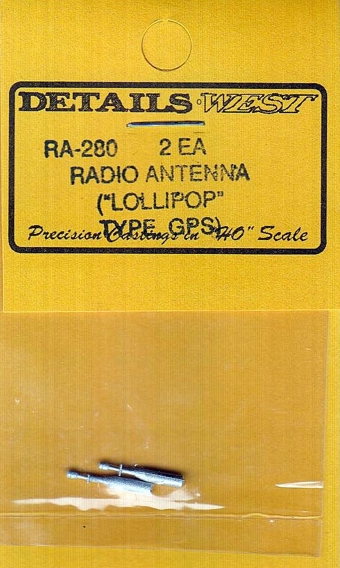 DETAILS WEST
RA-280 2 EA
RADIO ANTENNA
("LOLLIPOP"
TYPE GPS)
Precision Castings in "HO" Scale